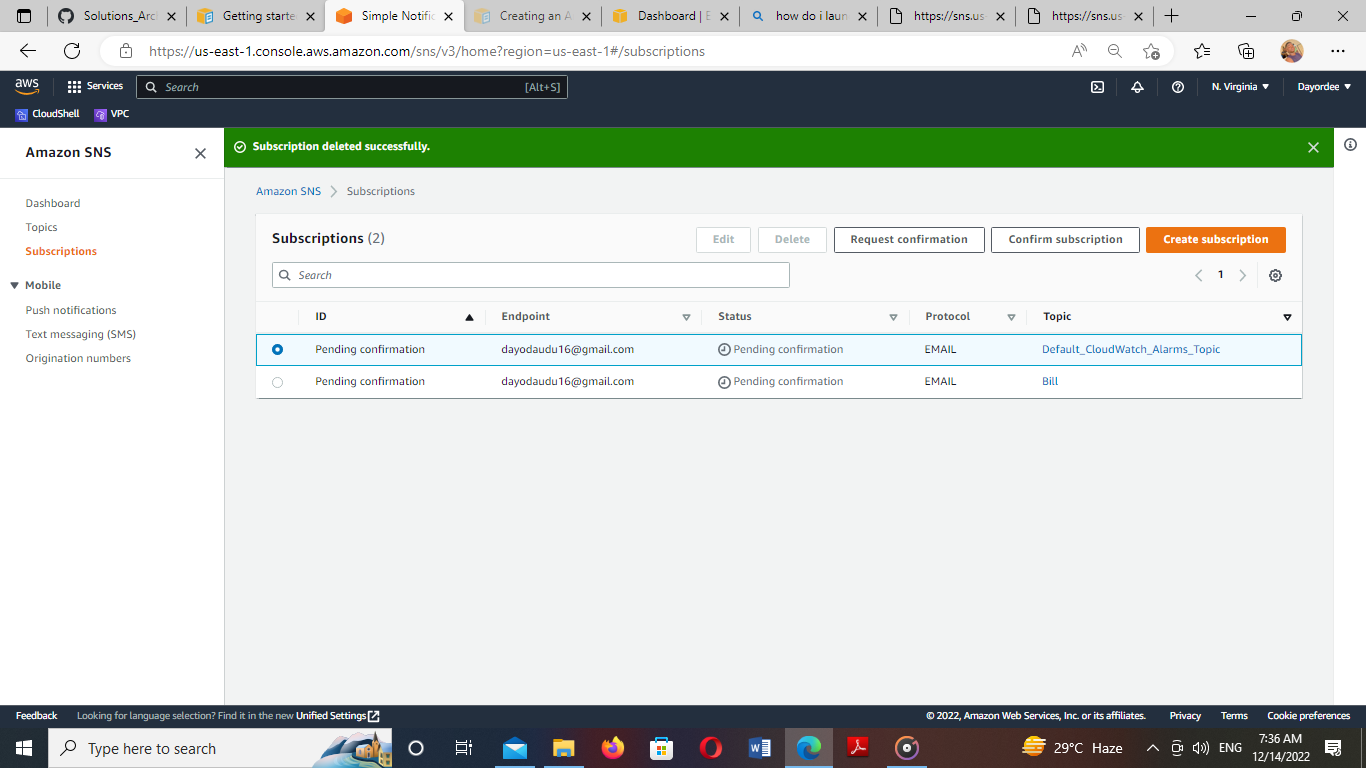 Solutions_Arc
Getting starte
Simple Notific
Creating an A
Dashboard | E
how do i laun
https://sns.us-
https://sns.us-
https://us-east-1.console.aws.amazon.com/sns/v3/home?region=us-east-1#/subscriptions
aws
Services
Search
[Alt+S]
N. Virginia
Dayordee
CloudShell
VPC
Amazon SNS
Dashboard
Topics
Subscriptions
Mobile
Push notifications
Text messaging (SMS)
Origination numbers
Subscription deleted successfully.
Amazon SNS
Subscriptions
Subscriptions (2)
Edit
Delete
Request confirmation
Confirm subscription
Create subscription
Search
1
ID Endpoint Status Protocol Topic
Pending confirmation dayodaudu16@gmail.com Pending confirmation EMAIL Default_CloudWatch_Alarms_Topic
Pending confirmation dayodaudu16@gmail.com Pending confirmation EMAIL Bill
Feedback Looking for language selection? Find it in the new Unified Settings
© 2022, Amazon Web Services, Inc. or its affiliates. Privacy Terms Cookie preferences
Type here to search
29°C Haze
ENG
7:36 AM
12/14/2022